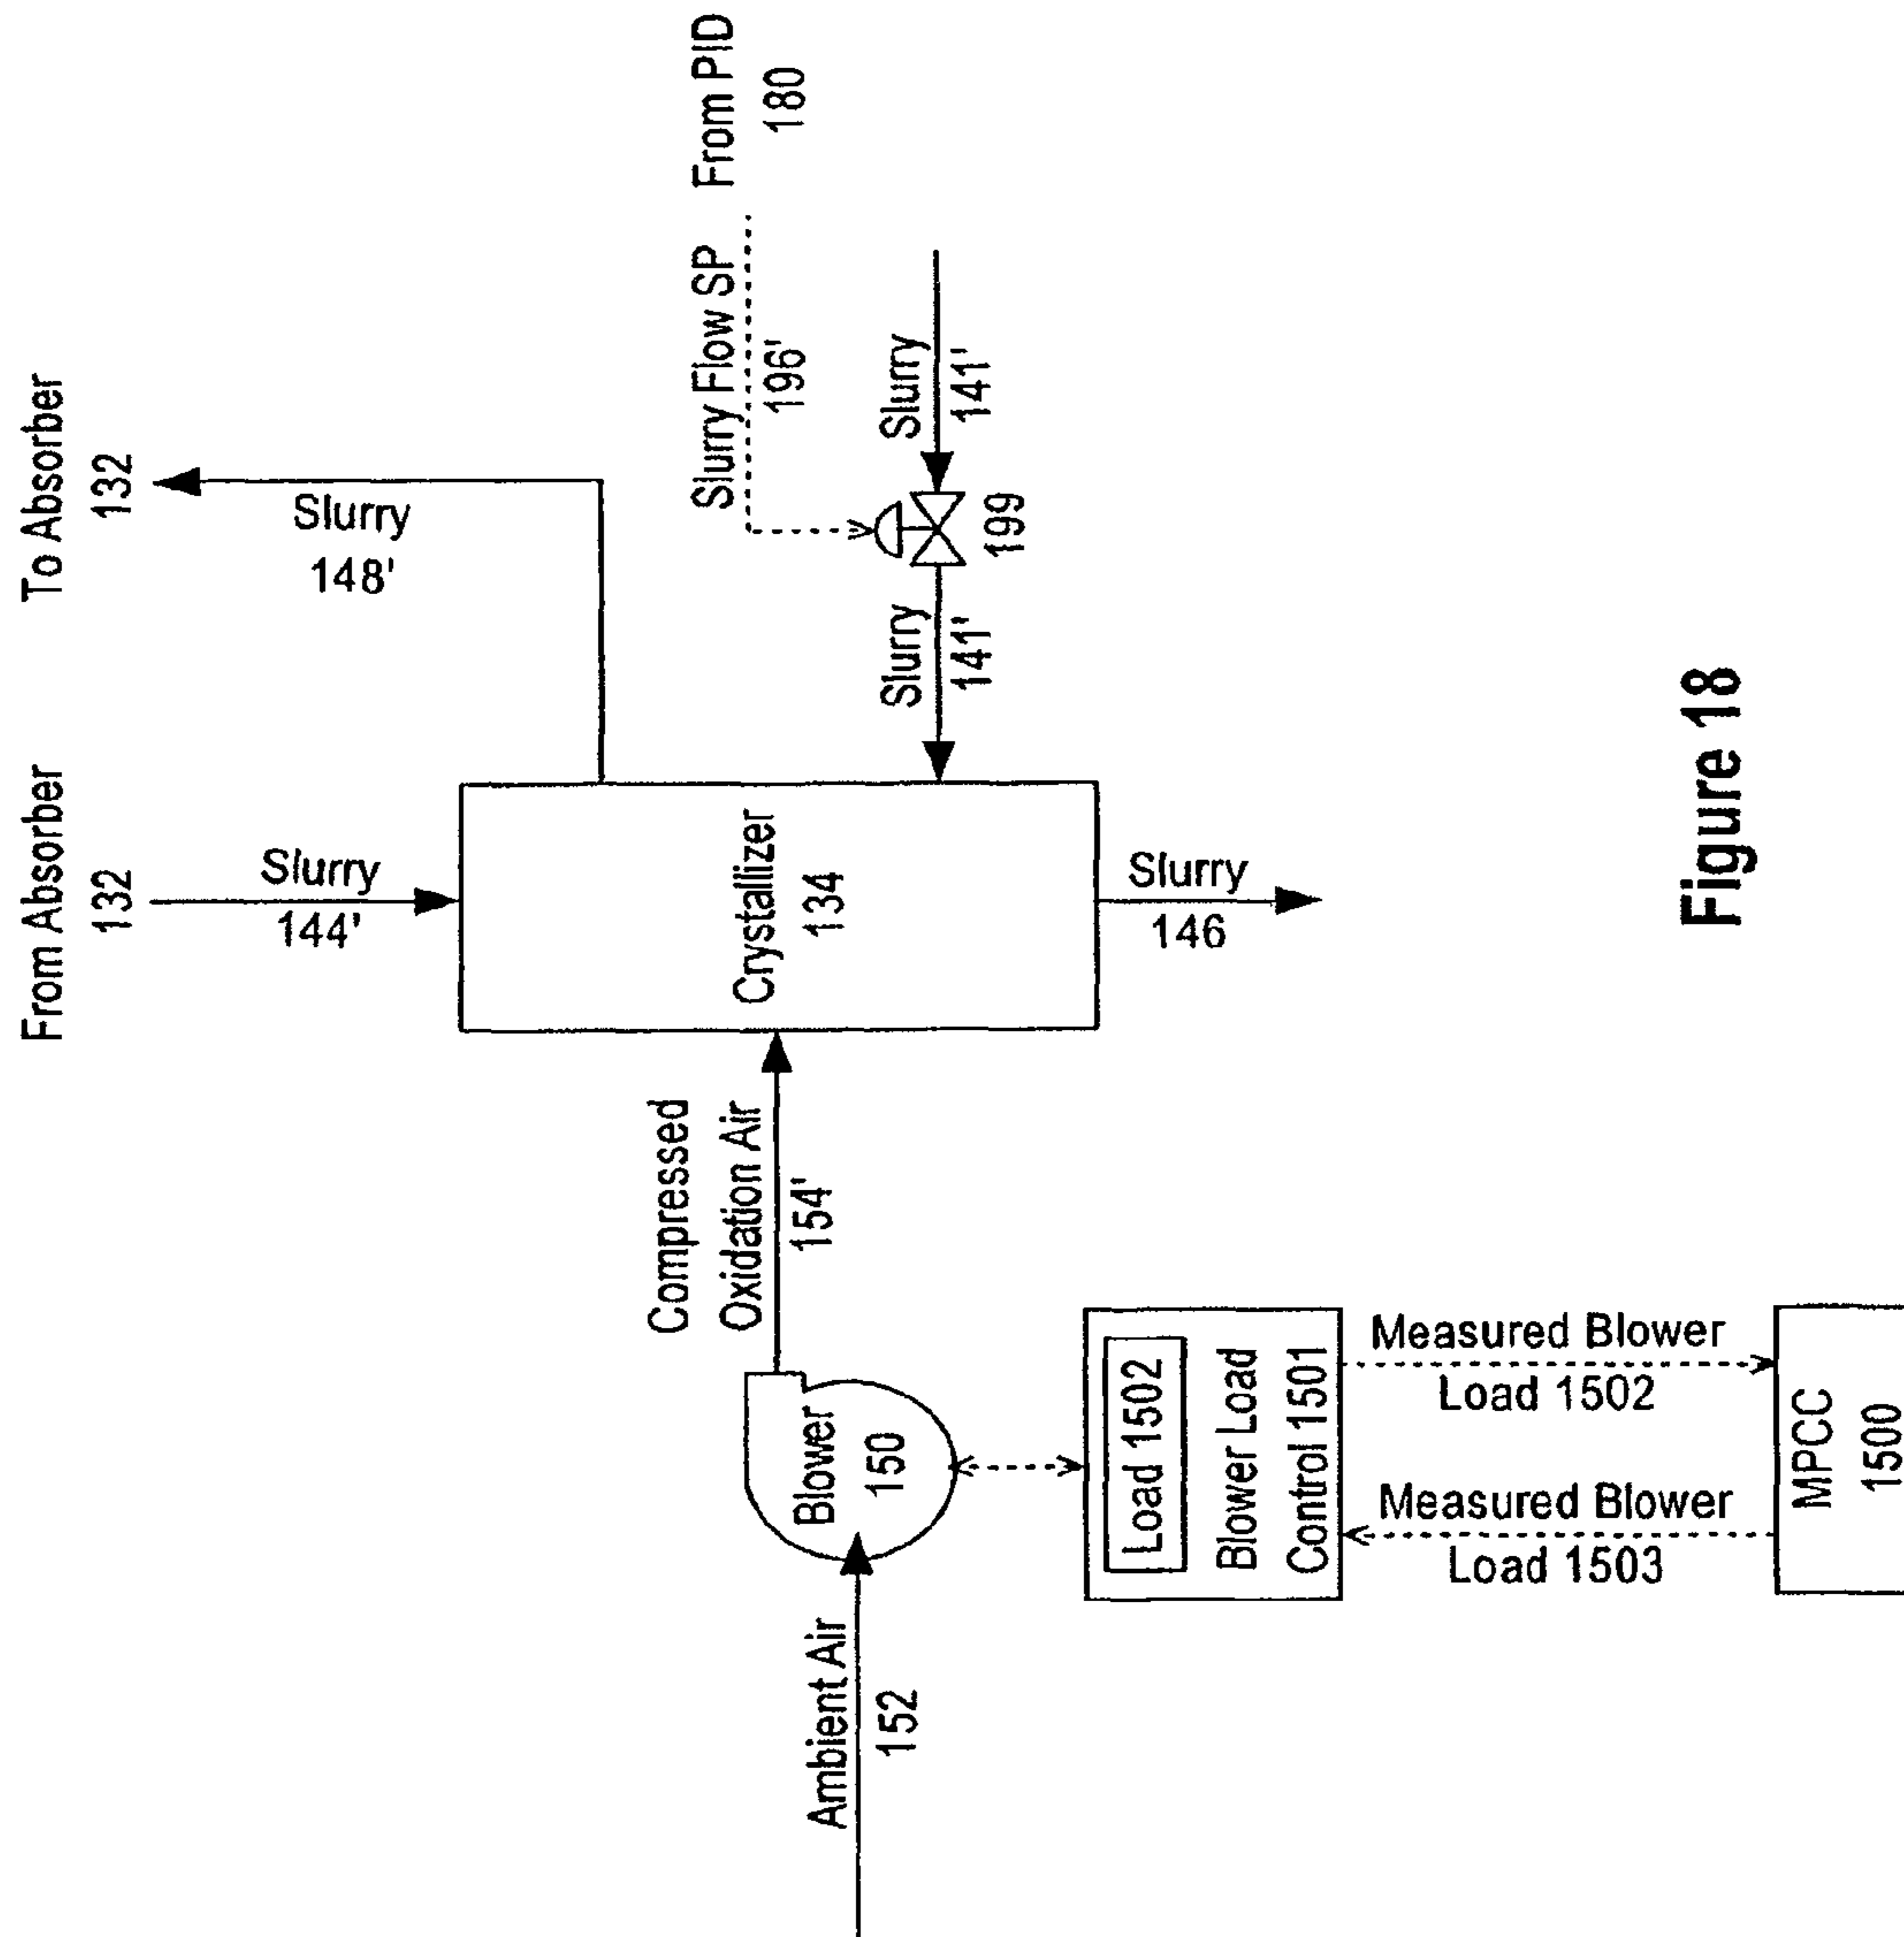 From Absorber
132
To Absorber
132
Slurry
144'
Slurry
148'
Slurry Flow SP
196'
From PID
180
Compressed
Oxidation Air
154'
Crystallizer
134
Slurry
141'
199
Slurry
141'
Ambient Air
152
Blower
150
Slurry
146
Load 1502
Blower Load
Control 1501
Measured Blower
Load 1503
Measured Blower
Load 1502
MPCC
1500
Figure 18